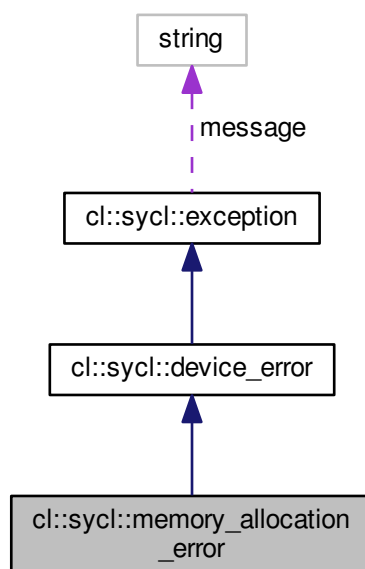 string
message
cl::sycl::exception
cl::sycl::device_error
cl::sycl::memory_allocation
_error